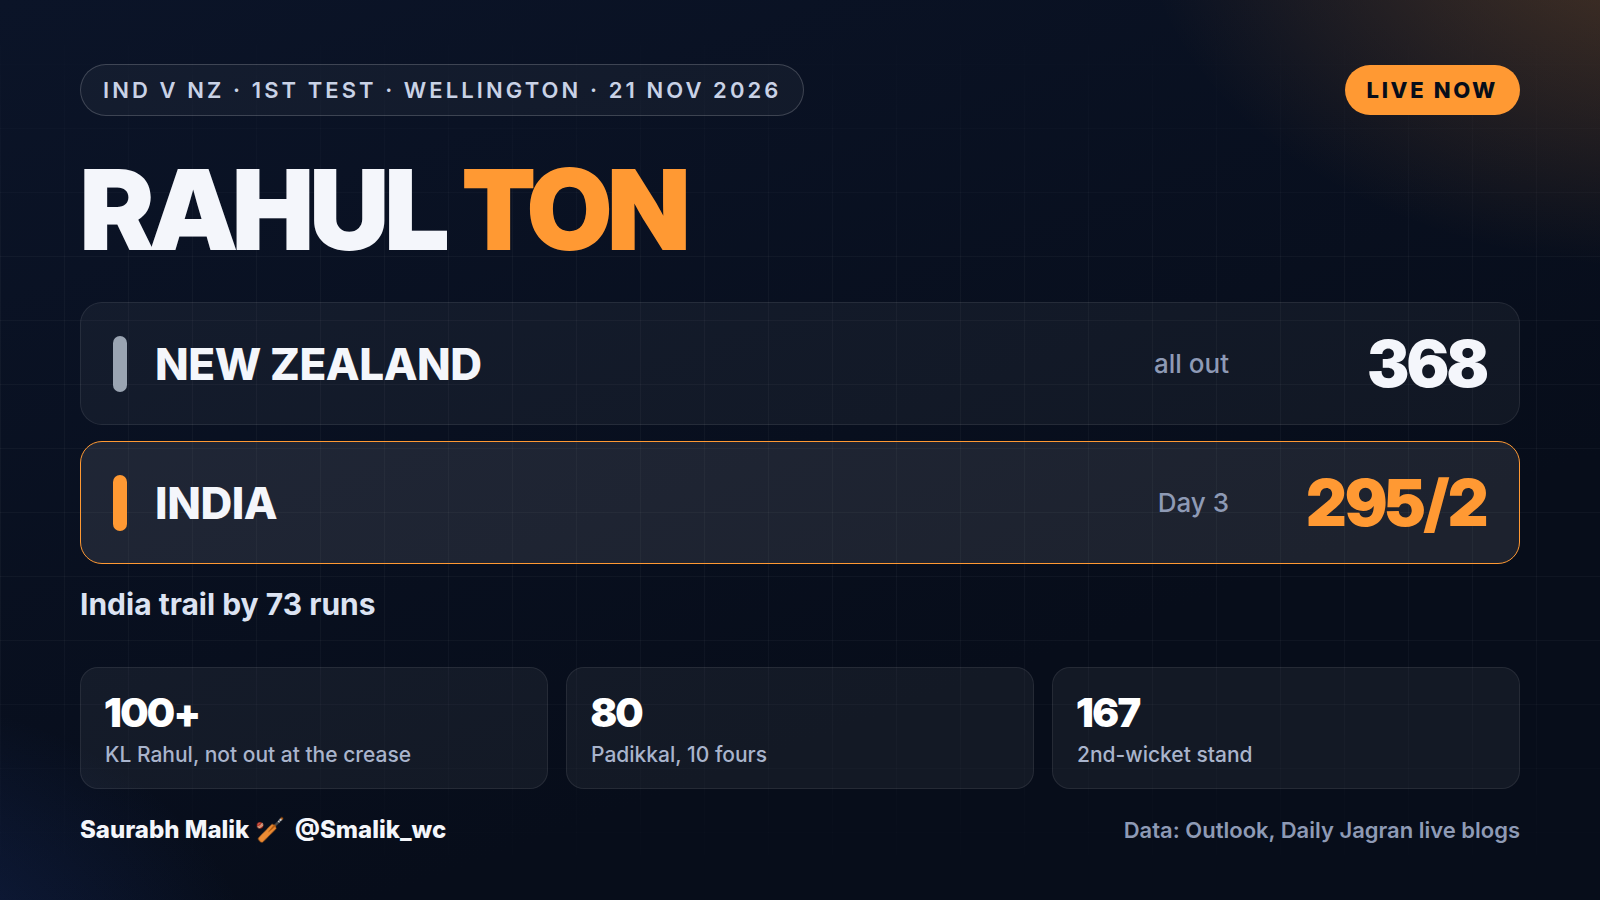 IND V NZ · 1ST TEST · WELLINGTON · 21 NOV 2026
LIVE NOW
RAHUL TON
NEW ZEALAND all out 368
INDIA Day 3 295/2
India trail by 73 runs
100+
KL Rahul, not out at the crease
80
Padikkal, 10 fours
167
2nd-wicket stand
Saurabh Malik 🏏 @Smalik_wc
Data: Outlook, Daily Jagran live blogs